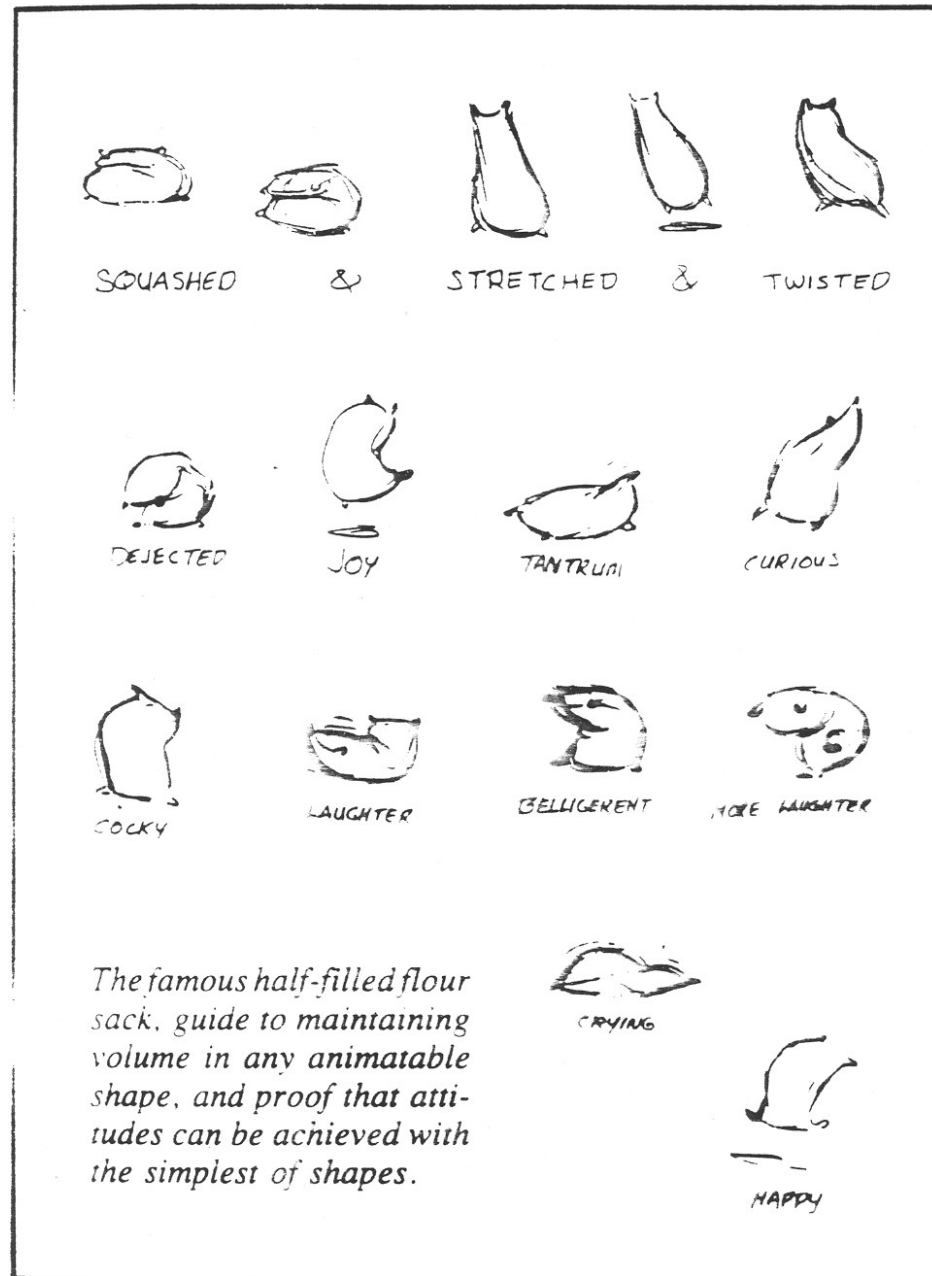 SQUASHED & STRETCHED & TWISTED
DEJECTED JOY TANTRUM CURIOUS
COCKY LAUGHTER BELLIGERENT MORE LAUGHTER
CRYING
HAPPY
The famous half-filled flour
sack, guide to maintaining
volume in any animatable
shape, and proof that atti-
tudes can be achieved with
the simplest of shapes.